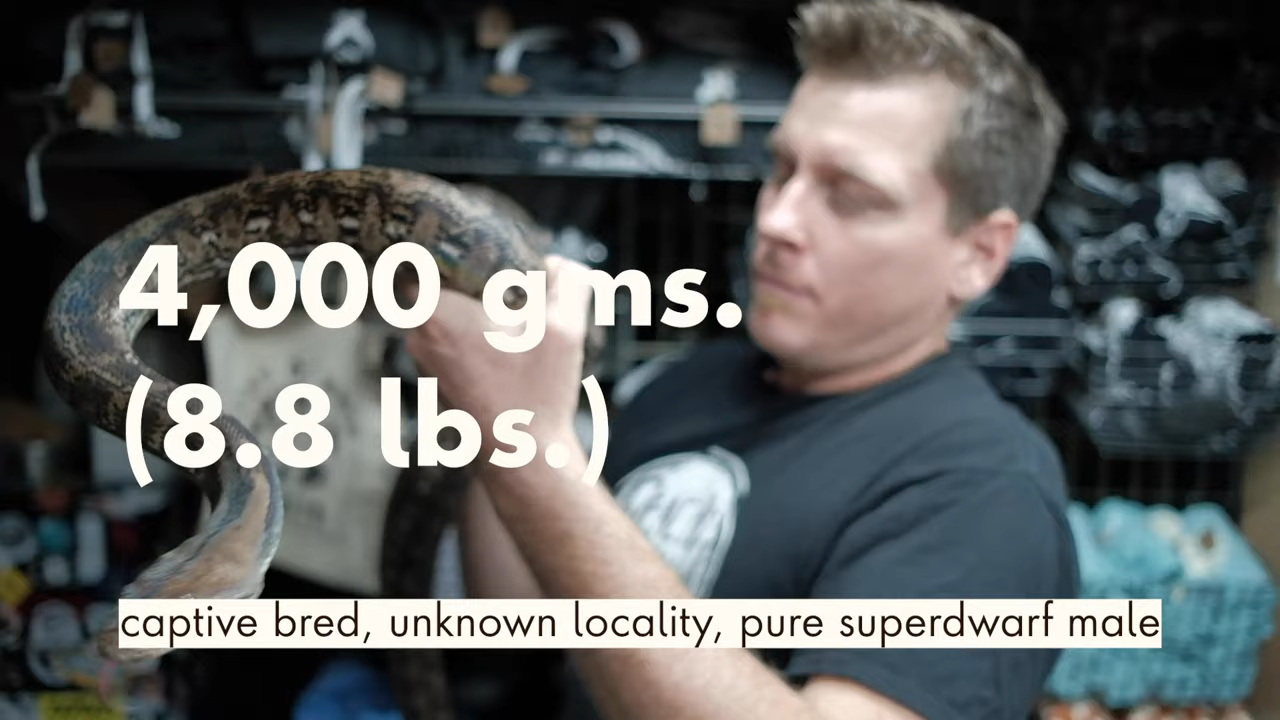 4,000 gms.
(8.8 lbs.)
captive bred, unknown locality, pure superdwarf male